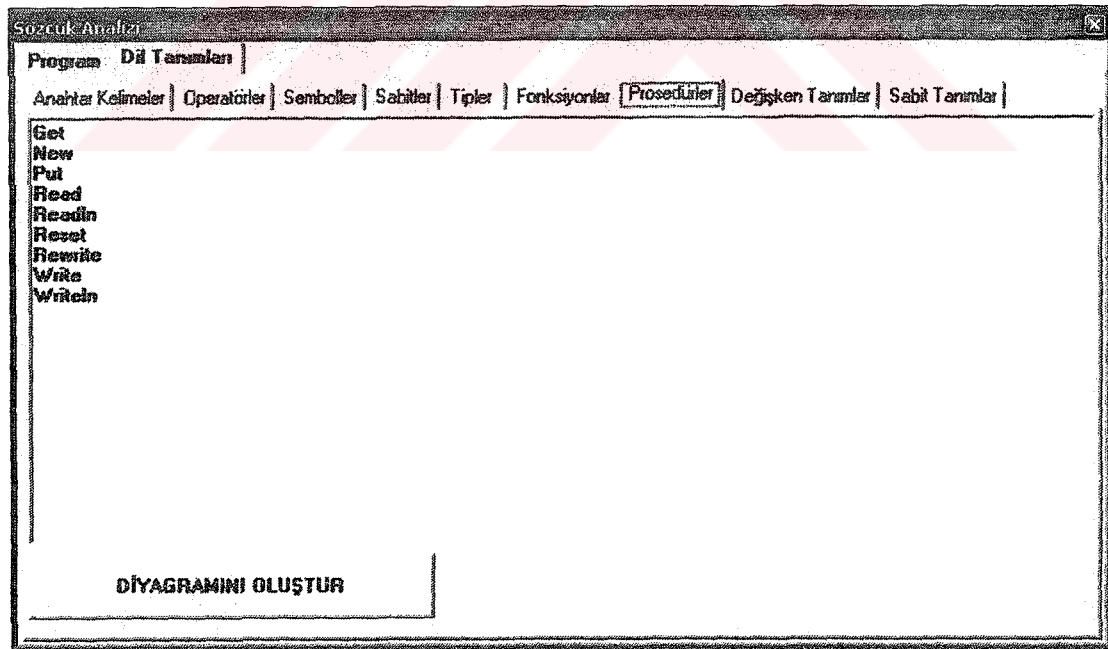 Sözcük Analizi
Program Dil Tanımları
Anahtar Kelimeler Operatörler Semboller Sabitler Tipler Fonksiyonlar Prosedürler Değişken Tanımlar Sabit Tanımlar
Get
New
Put
Read
Readln
Reset
Rewrite
Write
Writeln
DİYAGRAMINI OLUŞTUR